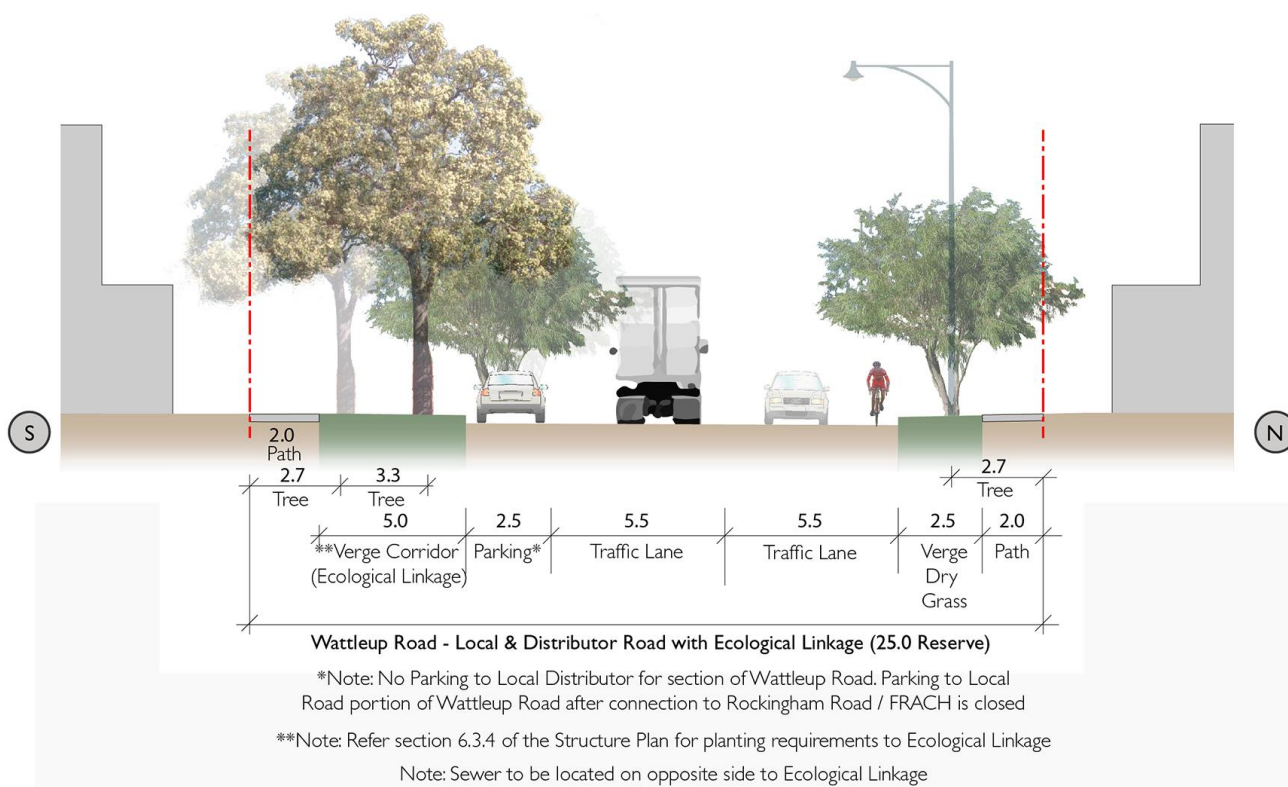 S
N
2.0
Path
2.7
Tree
3.3
Tree
2.7
Tree
5.0
**Verge Corridor
(Ecological Linkage)
2.5
Parking*
5.5
Traffic Lane
5.5
Traffic Lane
2.5
Verge
Dry
Grass
2.0
Path
Wattleup Road - Local & Distributor Road with Ecological Linkage (25.0 Reserve)
*Note: No Parking to Local Distributor for section of Wattleup Road. Parking to Local
Road portion of Wattleup Road after connection to Rockingham Road / FRACH is closed
**Note: Refer section 6.3.4 of the Structure Plan for planting requirements to Ecological Linkage
Note: Sewer to be located on opposite side to Ecological Linkage